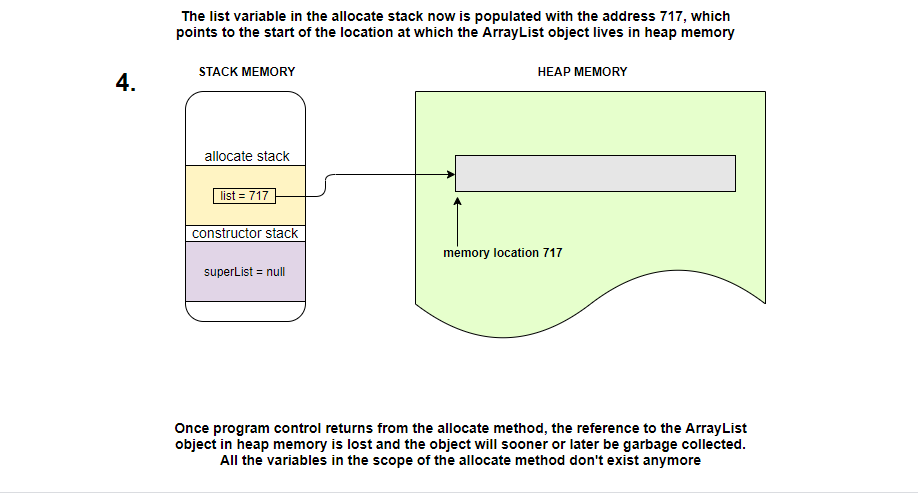 The list variable in the allocate stack now is populated with the address 717, which
points to the start of the location at which the ArrayList object lives in heap memory
4.
STACK MEMORY
HEAP MEMORY
allocate stack
list = 717
constructor stack
superList = null
memory location 717
Once program control returns from the allocate method, the reference to the ArrayList
object in heap memory is lost and the object will sooner or later be garbage collected.
All the variables in the scope of the allocate method don't exist anymore